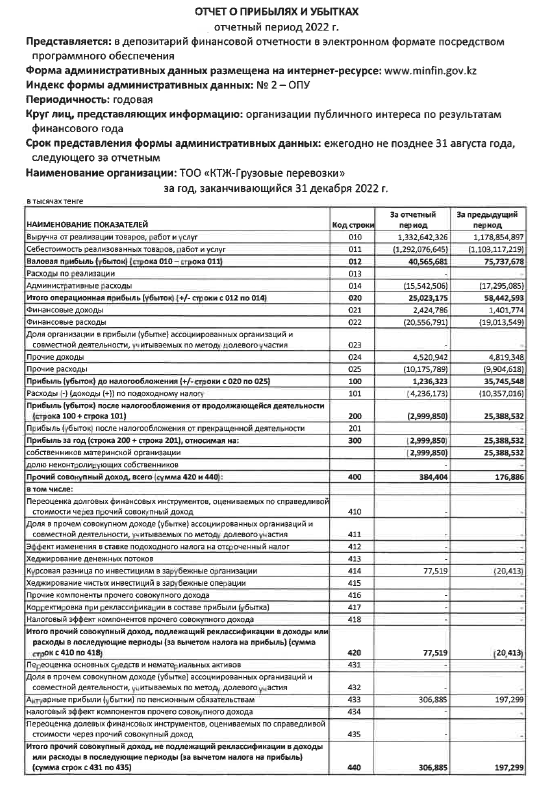 ОТЧЕТ О ПРИБЫЛЯХ И УБЫТКАХ
отчетный период 2022 г.
Представляется: в депозитарий финансовой отчетности в электронном формате посредством
программного обеспечения
Форма административных данных размещена на интернет-ресурсе: www.minfin.gov.kz
Индекс формы административных данных: № 2 – ОПУ
Периодичность: годовая
Круг лиц, представляющих информацию: организации публичного интереса по результатам
финансового года
Срок представления формы административных данных: ежегодно не позднее 31 августа года,
следующего за отчетным
Наименование организации: ТОО «КТЖ-Грузовые перевозки»
за год, заканчивающийся 31 декабря 2022 г.
в тысячах тенге
НАИМЕНОВАНИЕ ПОКАЗАТЕЛЕЙ Код строки За отчетный период За предыдущий период
Выручка от реализации товаров, работ и услуг 010 1,332,642,326 1,178,854,897
Себестоимость реализованных товаров, работ и услуг 011 (1,292,076,645) (1,103,117,219)
Валовая прибыль (убыток) (строка 010 – строка 011) 012 40,565,681 75,737,678
Расходы по реализации 013 - -
Административные расходы 014 (15,542,506) (17,295,085)
Итого операционная прибыль (убыток) (+/- строки с 012 по 014) 020 25,023,175 58,442,593
Финансовые доходы 021 2,424,786 1,401,774
Финансовые расходы 022 (20,556,791) (19,013,549)
Доля организации в прибыли (убытке) ассоциированных организаций и
совместной деятельности, учитываемых по методу долевого участия 023 - -
Прочие доходы 024 4,520,942 4,819,348
Прочие расходы 025 (10,175,789) (9,904,618)
Прибыль (убыток) до налогообложения (+/- строки с 020 по 025) 100 1,236,323 35,745,548
Расходы (-) (доходы (+)) по подоходному налогу 101 (4,236,173) (10,357,016)
Прибыль (убыток) после налогообложения от продолжающейся деятельности
(строка 100 + строка 101) 200 (2,999,850) 25,388,532
Прибыль (убыток) после налогообложения от прекращенной деятельности 201 - -
Прибыль за год (строка 200 + строка 201), относимая на: 300 (2,999,850) 25,388,532
собственников материнской организации (2,999,850) 25,388,532
долю неконтролирующих собственников - -
Прочий совокупный доход, всего (сумма 420 и 440): 400 384,404 176,886
в том числе:
Переоценка долговых финансовых инструментов, оцениваемых по справедливой
стоимости через прочий совокупный доход 410 - -
Доля в прочем совокупном доходе (убытке) ассоциированных организаций и
совместной деятельности, учитываемых по методу долевого участия 411 - -
Эффект изменения в ставке подоходного налога на отсроченный налог 412 - -
Хеджирование денежных потоков 413 - -
Курсовая разница по инвестициям в зарубежные организации 414 77,519 (20,413)
Хеджирование чистых инвестиций в зарубежные операции 415 - -
Прочие компоненты прочего совокупного дохода 416 - -
Корректировка при реклассификации в составе прибыли (убытка) 417 - -
Налоговый эффект компонентов прочего совокупного дохода 418 - -
Итого прочий совокупный доход, подлежащий реклассификации в доходы или
расходы в последующие периоды (за вычетом налога на прибыль) (сумма
строк с 410 по 418) 420 77,519 (20,413)
Переоценка основных средств и нематериальных активов 431 - -
Доля в прочем совокупном доходе (убытке) ассоциированных организаций и
совместной деятельности, учитываемых по методу долевого участия 432 - -
Актуарные прибыли (убытки) по пенсионным обязательствам 433 306,885 197,299
Налоговый эффект компонентов прочего совокупного дохода 434 - -
Переоценка долевых финансовых инструментов, оцениваемых по справедливой
стоимости через прочий совокупный доход 435 - -
Итого прочий совокупный доход, не подлежащий реклассификации в доходы
или расходы в последующие периоды (за вычетом налога на прибыль)
(сумма строк с 431 по 435) 440 306,885 197,299